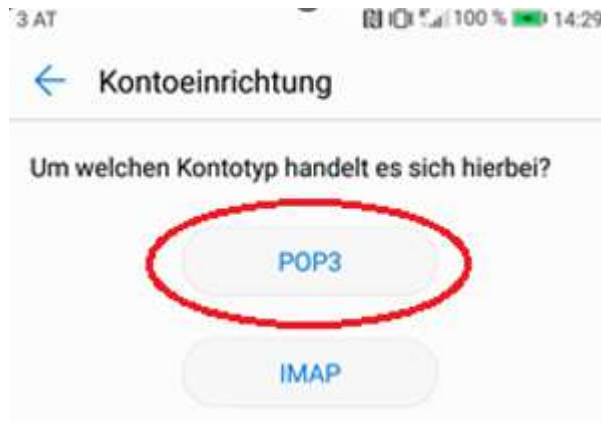 3 AT 100 % 14:29
Kontoeinrichtung
Um welchen Kontotyp handelt es sich hierbei?
POP3
IMAP